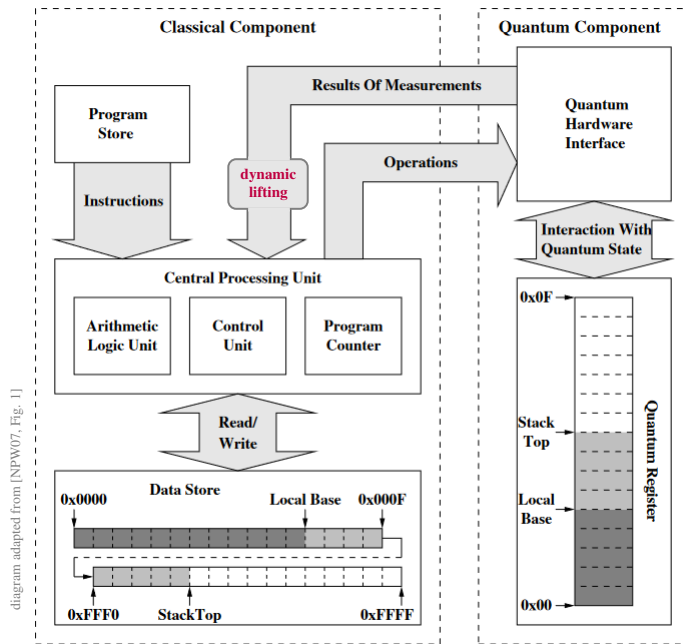 Classical Component
Quantum Component
Results Of Measurements
Program
Store
Quantum
Hardware
Interface
dynamic
lifting
Operations
Instructions
Interaction With
Quantum State
Central Processing Unit
Arithmetic
Logic Unit
Control
Unit
Program
Counter
0x0F
Read/
Write
Stack
Top
Quantum Register
Data Store
0x0000
Local Base
0x000F
Local
Base
0xFFF0
StackTop
0xFFFF
0x00
diagram adapted from [NPW07, Fig. 1]